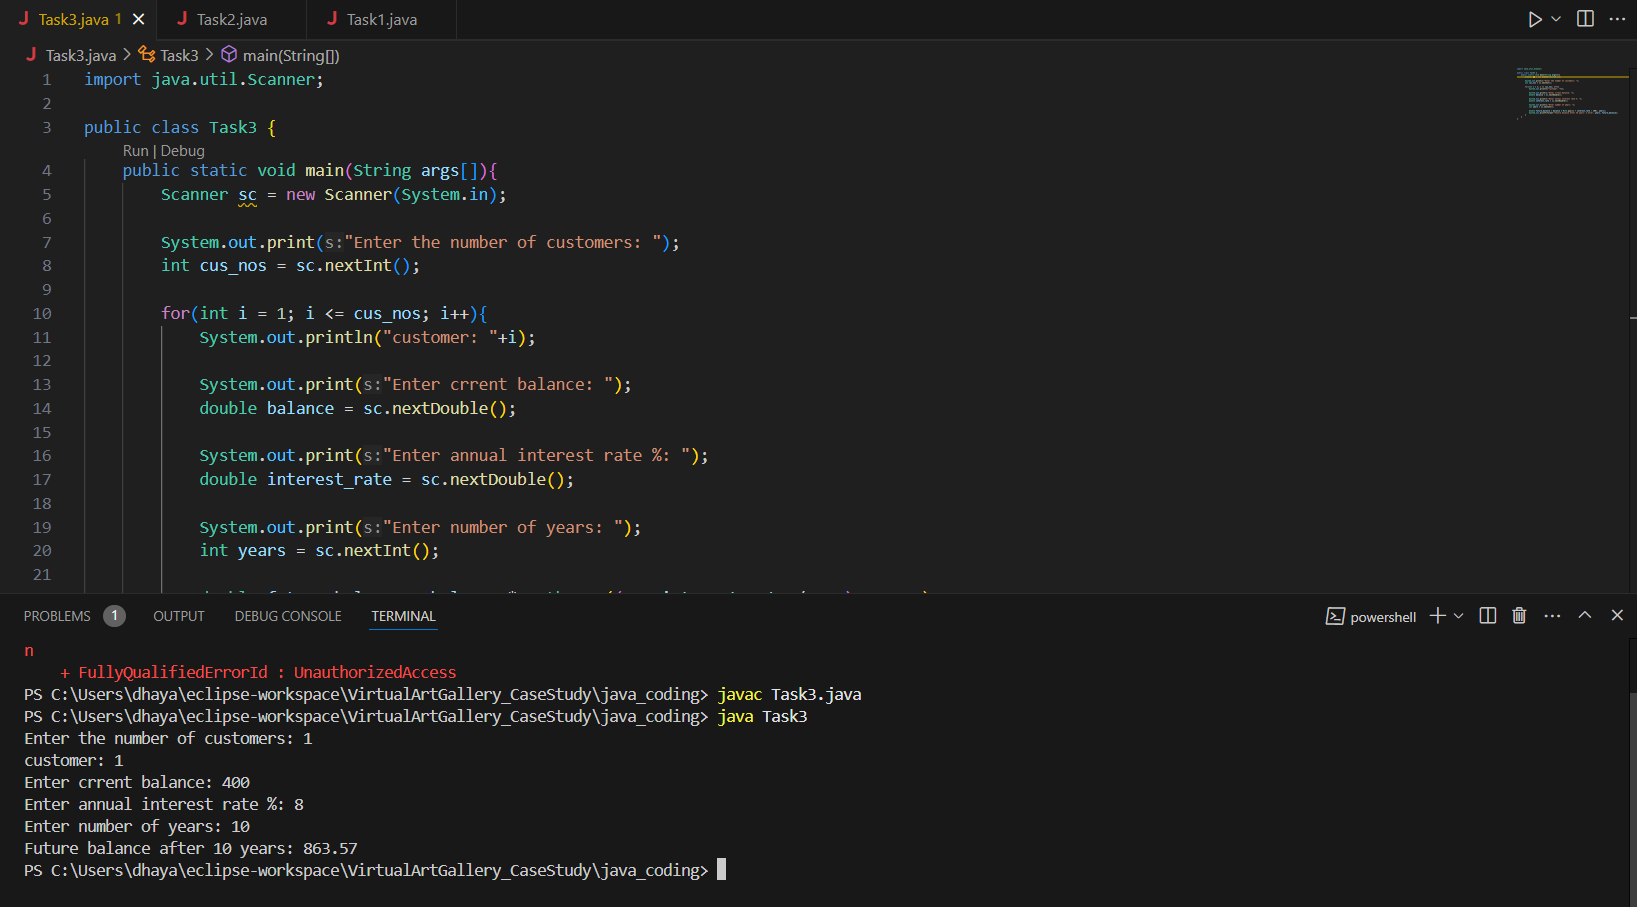 Task3.java 1
Task2.java
Task1.java
Task3.java > Task3 > main(String[])
1 import java.util.Scanner;
2
3 public class Task3 {
Run | Debug
4 public static void main(String args[]){
5 Scanner sc = new Scanner(System.in);
6
7 System.out.print(s:"Enter the number of customers: ");
8 int cus_nos = sc.nextInt();
9
10 for(int i = 1; i <= cus_nos; i++){
11 System.out.println("customer: "+i);
12
13 System.out.print(s:"Enter crrent balance: ");
14 double balance = sc.nextDouble();
15
16 System.out.print(s:"Enter annual interest rate %: ");
17 double interest_rate = sc.nextDouble();
18
19 System.out.print(s:"Enter number of years: ");
20 int years = sc.nextInt();
21
PROBLEMS 1 OUTPUT DEBUG CONSOLE TERMINAL powershell
n
+ FullyQualifiedErrorId : UnauthorizedAccess
PS C:\Users\dhaya\eclipse-workspace\VirtualArtGallery_CaseStudy\java_coding> javac Task3.java
PS C:\Users\dhaya\eclipse-workspace\VirtualArtGallery_CaseStudy\java_coding> java Task3
Enter the number of customers: 1
customer: 1
Enter crrent balance: 400
Enter annual interest rate %: 8
Enter number of years: 10
Future balance after 10 years: 863.57
PS C:\Users\dhaya\eclipse-workspace\VirtualArtGallery_CaseStudy\java_coding>